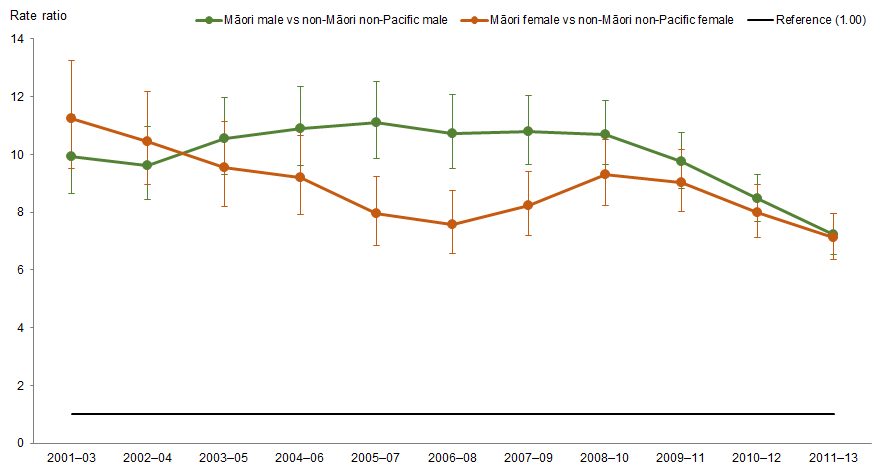 Rate ratio
Māori male vs non-Māori non-Pacific male
Māori female vs non-Māori non-Pacific female
Reference (1.00)
14
12
10
8
6
4
2
0
2001–03 2002–04 2003–05 2004–06 2005–07 2006–08 2007–09 2008–10 2009–11 2010–12 2011–13